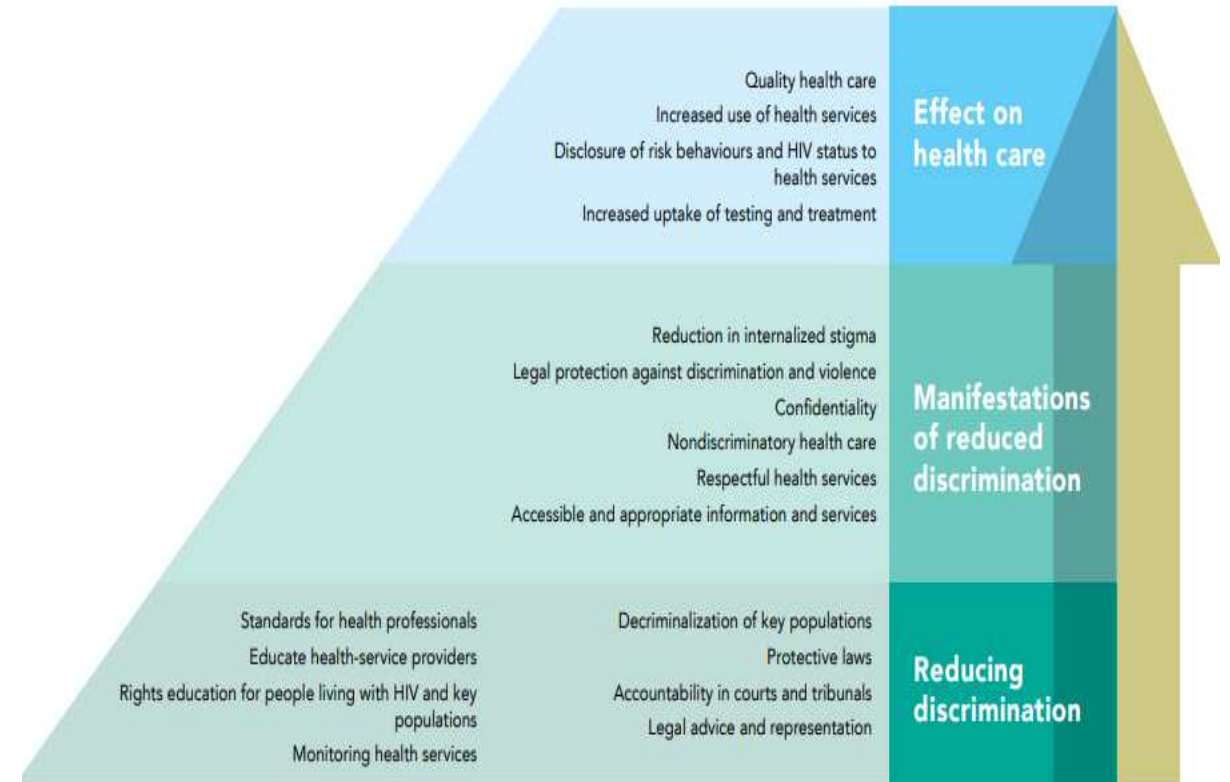 Quality health care
Increased use of health services
Disclosure of risk behaviours and HIV status to
health services
Increased uptake of testing and treatment
Effect on
health care
Reduction in internalized stigma
Legal protection against discrimination and violence
Confidentiality
Nondiscriminatory health care
Respectful health services
Accessible and appropriate information and services
Manifestations
of reduced
discrimination
Standards for health professionals
Educate health-service providers
Rights education for people living with HIV and key
populations
Monitoring health services
Decriminalization of key populations
Protective laws
Accountability in courts and tribunals
Legal advice and representation
Reducing
discrimination